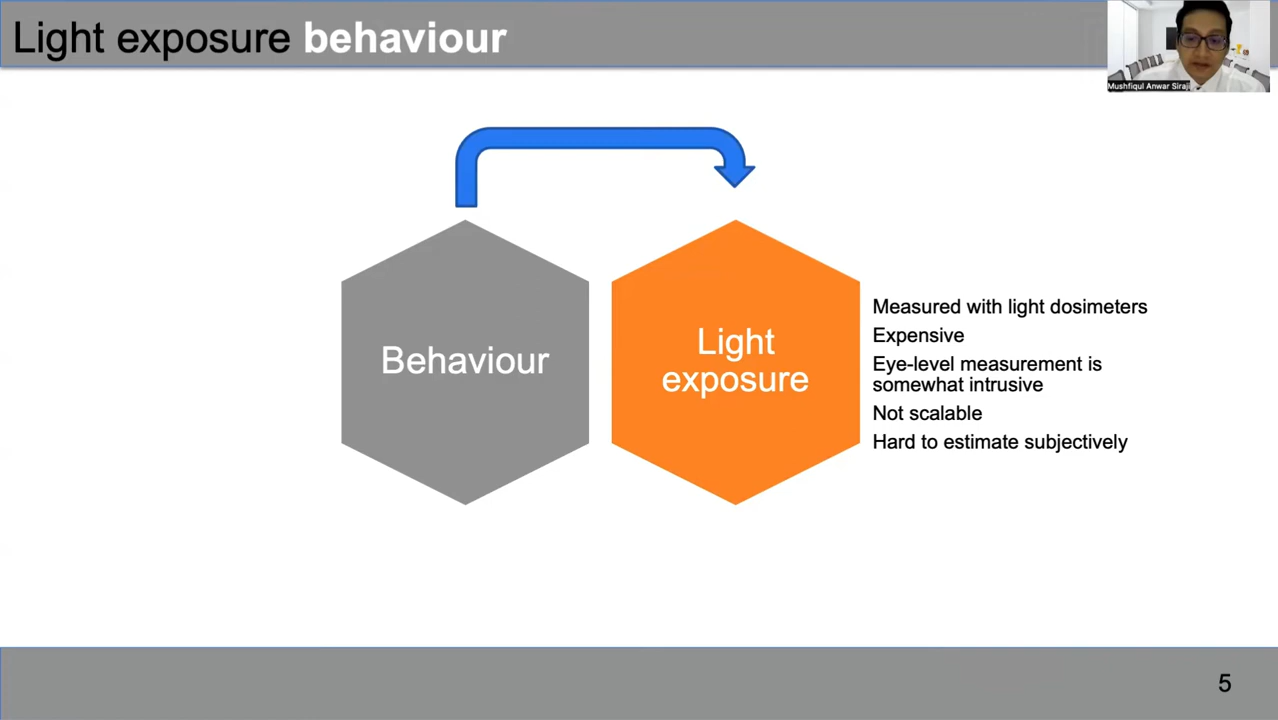 Light exposure behaviour
Mushfiqul Anwar Siraji
Behaviour
Light
exposure
Measured with light dosimeters
Expensive
Eye-level measurement is
somewhat intrusive
Not scalable
Hard to estimate subjectively
5